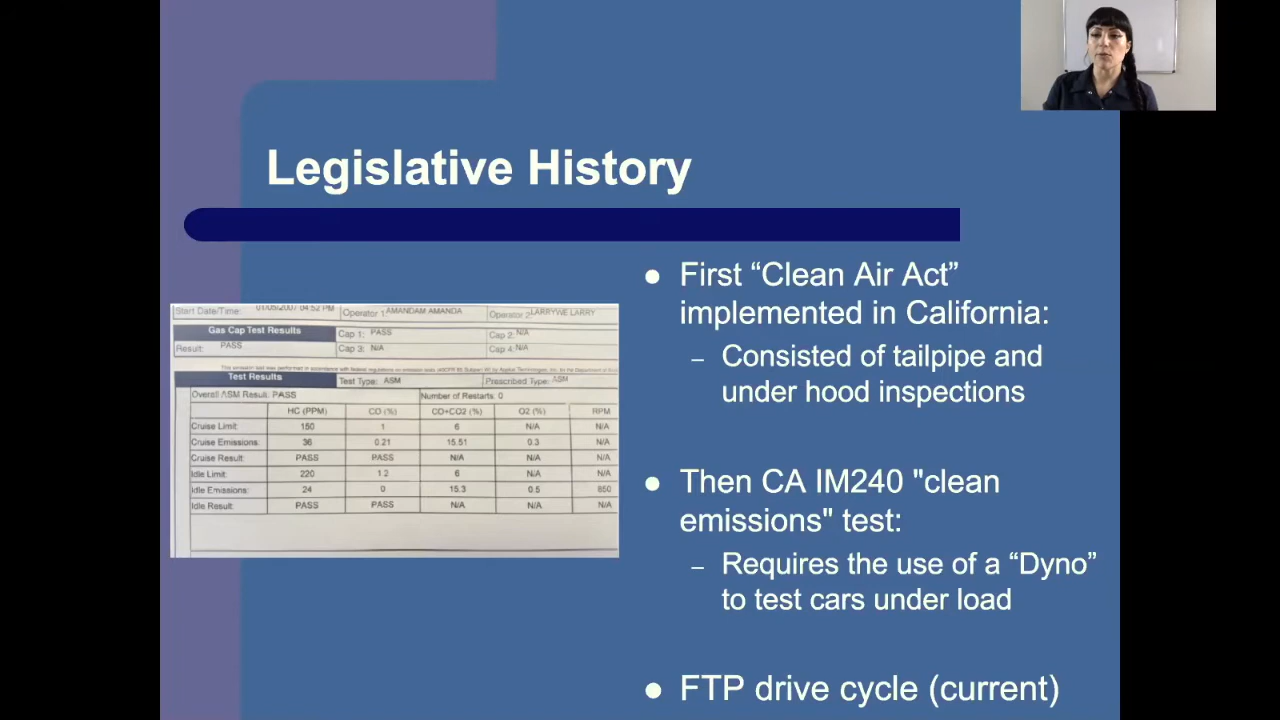 Legislative History
Start Date/Time: 01/05/2007 04:52 PM Operator 1: AMANDAM AMANDA Operator 2: LARRYWE LARRY
Gas Cap Test Results Cap 1: PASS Cap 2: N/A
Result: PASS Cap 3: N/A Cap 4: N/A
Test Results Test Type: ASM Prescribed Type: ASM
Overall ASM Result: PASS Number of Restarts: 0
HC (PPM) CO (%) CO+CO2 (%) O2 (%) RPM
Cruise Limit: 150 1 6 N/A N/A
Cruise Emissions: 36 0.21 15.51 0.3 N/A
Cruise Result: PASS PASS N/A N/A N/A
Idle Limit: 220 1.2 6 N/A N/A
Idle Emissions: 24 0 15.3 0.5 850
Idle Result: PASS PASS N/A N/A N/A
● First “Clean Air Act”
implemented in California:
– Consisted of tailpipe and
under hood inspections
● Then CA IM240 "clean
emissions" test:
– Requires the use of a “Dyno”
to test cars under load
● FTP drive cycle (current)